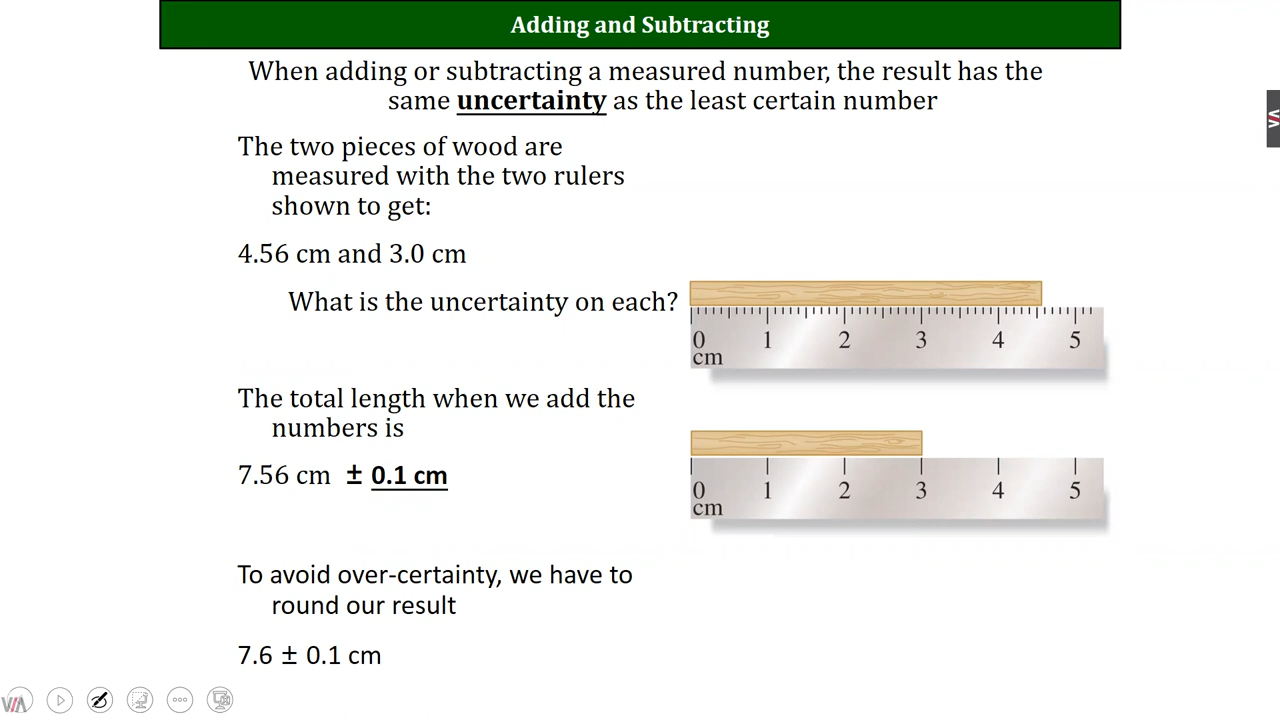 Adding and Subtracting
When adding or subtracting a measured number, the result has the
same uncertainty as the least certain number
The two pieces of wood are
measured with the two rulers
shown to get:
4.56 cm and 3.0 cm
What is the uncertainty on each?
0 1 2 3 4 5
cm
The total length when we add the
numbers is
7.56 cm ± 0.1 cm
0 1 2 3 4 5
cm
To avoid over-certainty, we have to
round our result
7.6 ± 0.1 cm